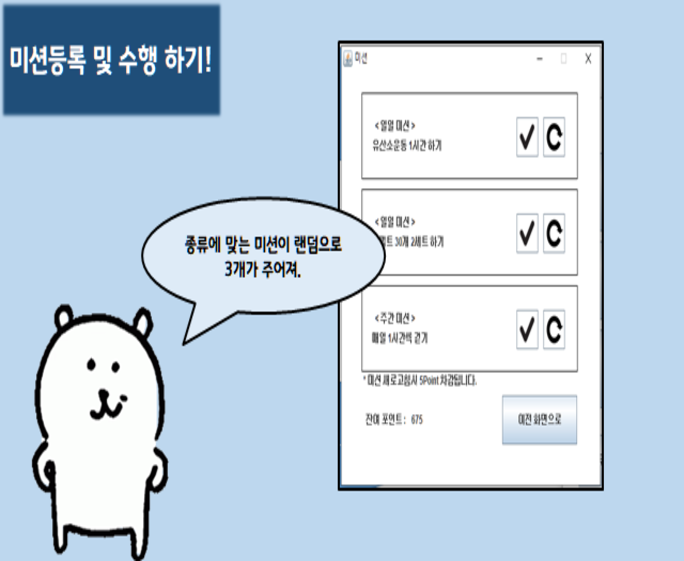 미션등록 및 수행 하기!
미션
<일일 미션>
유산소운동 1시간 하기
<일일 미션>
30개 2세트 하기
종류에 맞는 미션이 랜덤으로
3개가 주어져.
<주간 미션>
매일 1시간씩 걷기
* 미션 새로고침시 5Point 차감됩니다.
잔여 포인트 : 675
이전 화면으로